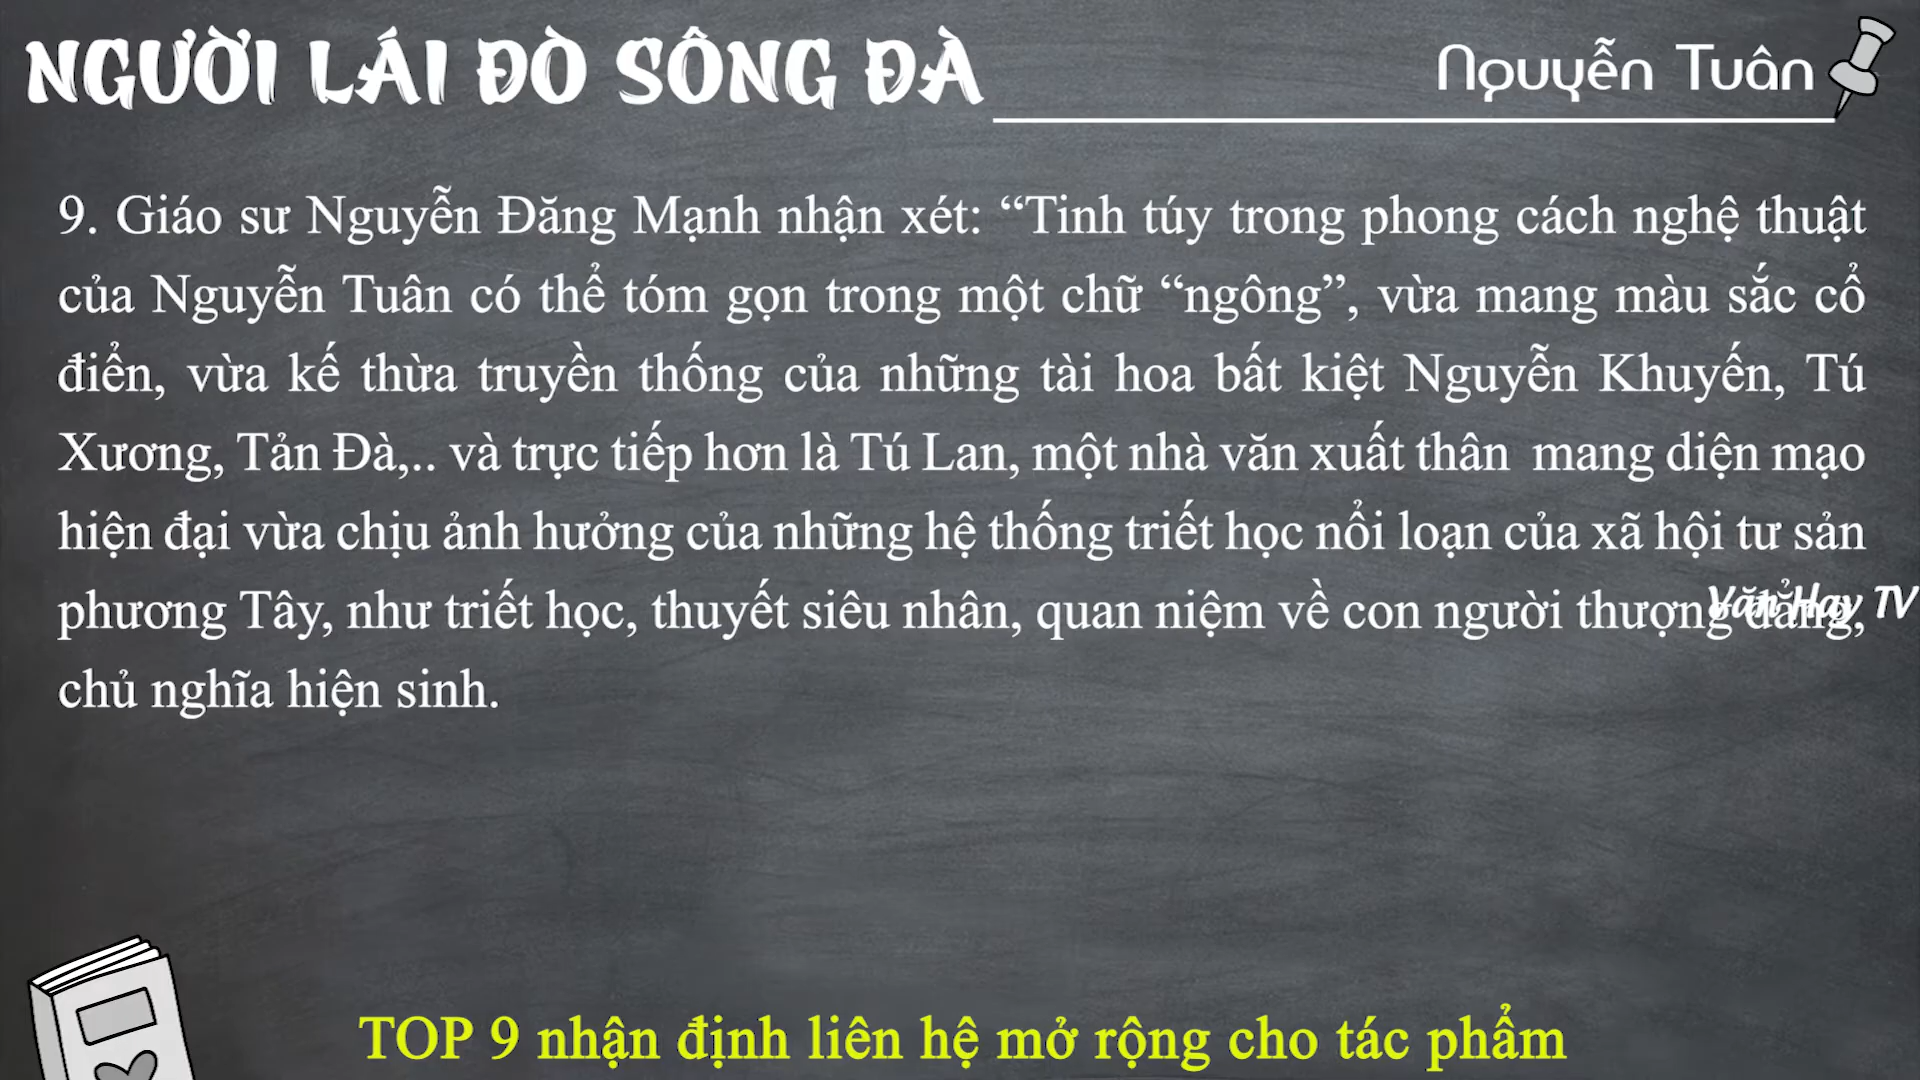 NGƯỜI LÁI ĐÒ SÔNG ĐÀ
Nguyễn Tuân
9. Giáo sư Nguyễn Đăng Mạnh nhận xét: “Tinh túy trong phong cách nghệ thuật
của Nguyễn Tuân có thể tóm gọn trong một chữ “ngông”, vừa mang màu sắc cổ
điển, vừa kế thừa truyền thống của những tài hoa bất kiệt Nguyễn Khuyến, Tú
Xương, Tản Đà,.. và trực tiếp hơn là Tú Lan, một nhà văn xuất thân mang diện mạo
hiện đại vừa chịu ảnh hưởng của những hệ thống triết học nổi loạn của xã hội tư sản
phương Tây, như triết học, thuyết siêu nhân, quan niệm về con người thượng đẳng,
Văn Hay TV
chủ nghĩa hiện sinh.
TOP 9 nhận định liên hệ mở rộng cho tác phẩm